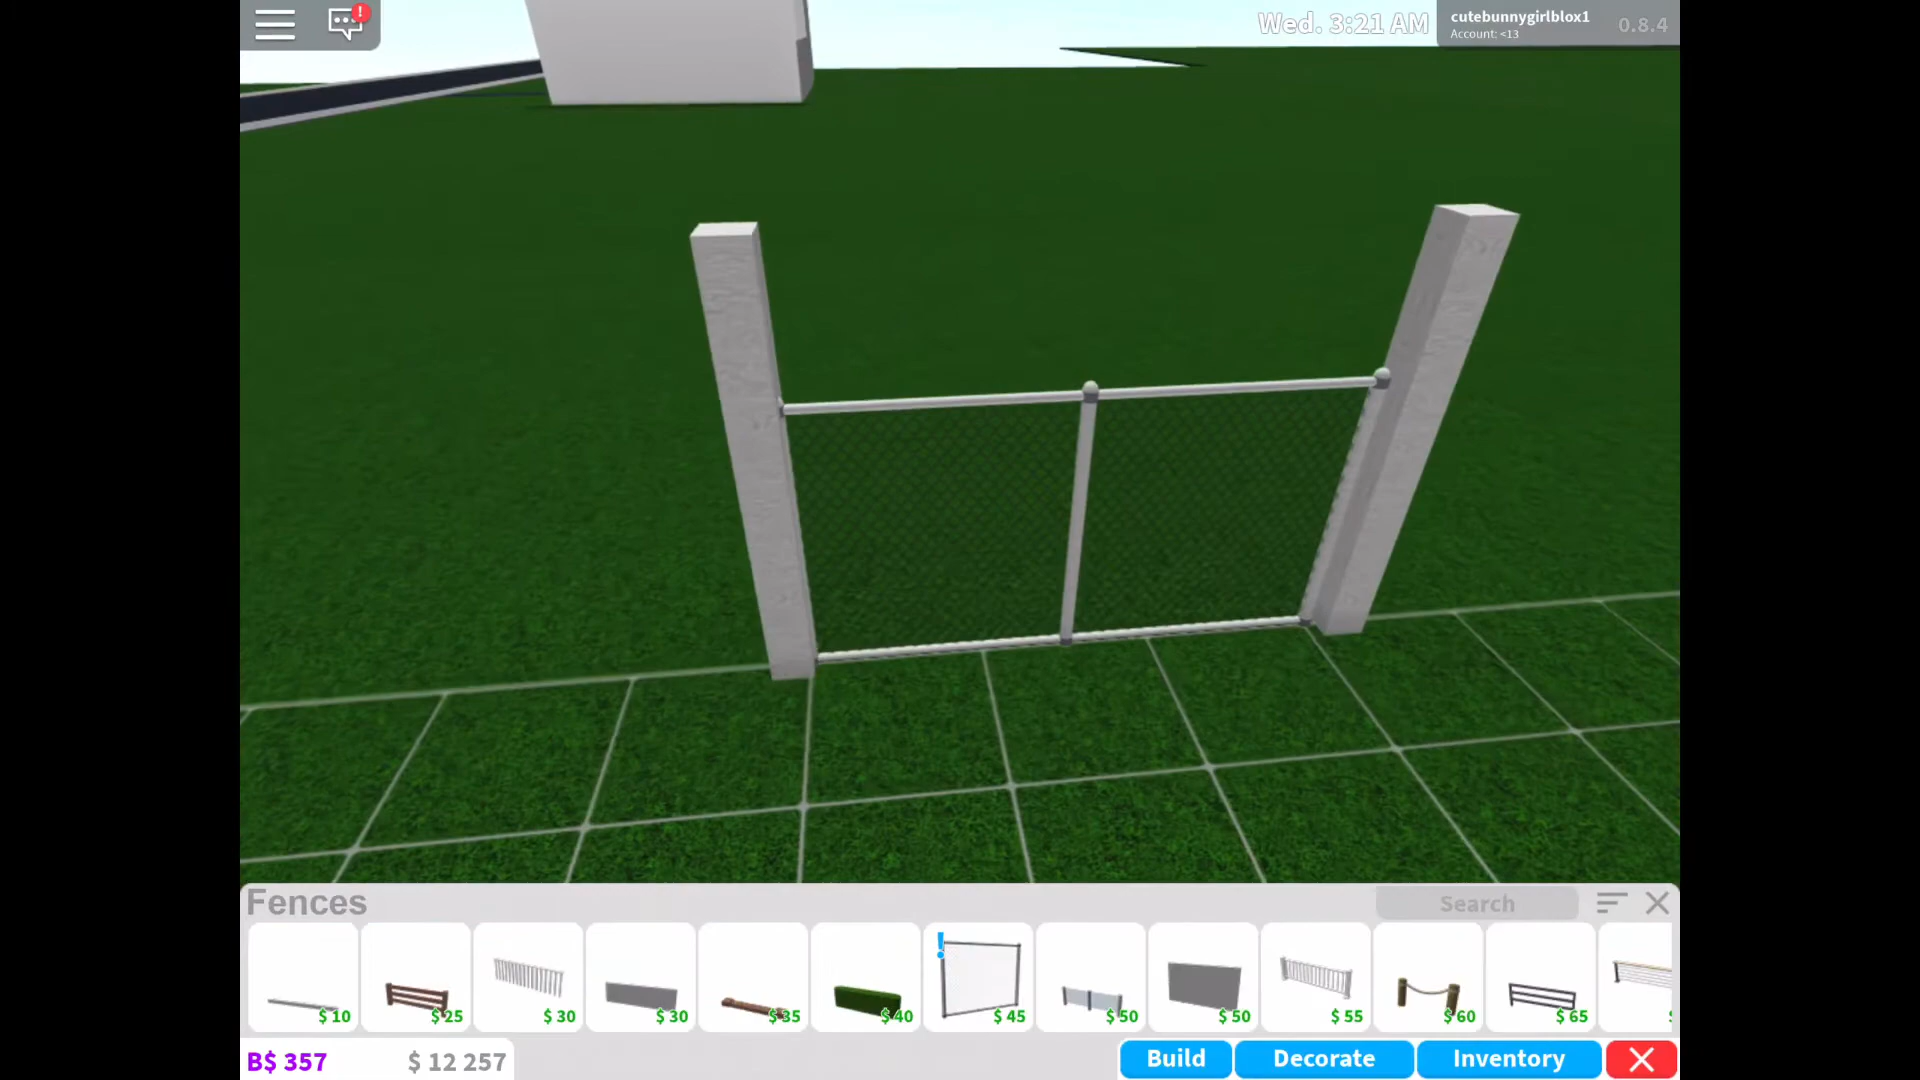 Wed. 3:21 AM
cutebunnygirlblox1
Account: <13
0.8.4
Fences
Search
$ 10
$ 25
$ 30
$ 30
$ 35
$ 40
$ 45
$ 50
$ 50
$ 55
$ 60
$ 65
B$ 357
$ 12 257
Build
Decorate
Inventory